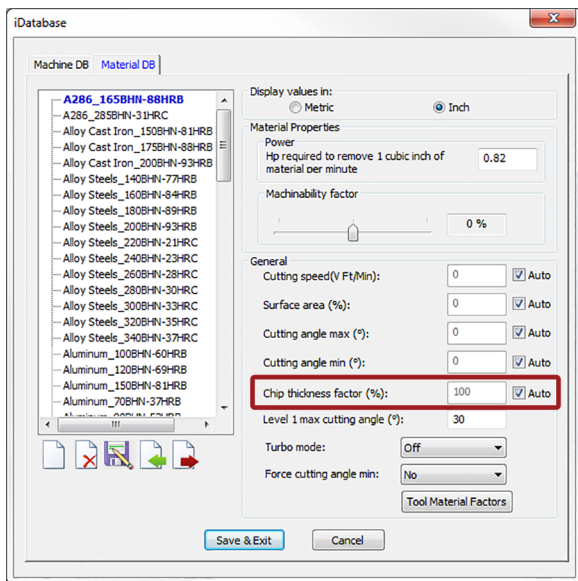 iDatabase
Machine DB
Material DB
A286_165BHN-88HRB
A286_285BHN-31HRC
Alloy Cast Iron_150BHN-81HRB
Alloy Cast Iron_175BHN-88HRB
Alloy Cast Iron_200BHN-93HRB
Alloy Steels_140BHN-77HRB
Alloy Steels_160BHN-84HRB
Alloy Steels_180BHN-89HRB
Alloy Steels_200BHN-93HRB
Alloy Steels_220BHN-21HRC
Alloy Steels_240BHN-23HRC
Alloy Steels_260BHN-28HRC
Alloy Steels_280BHN-30HRC
Alloy Steels_300BHN-33HRC
Alloy Steels_320BHN-35HRC
Alloy Steels_340BHN-37HRC
Aluminum_100BHN-60HRB
Aluminum_120BHN-69HRB
Aluminum_150BHN-81HRB
Aluminum_70BHN-37HRB
Display values in:
Metric
Inch
Material Properties
Power
Hp required to remove 1 cubic inch of
material per minute
0.82
Machinability factor
0 %
General
Cutting speed(V Ft/Min):
0
Auto
Surface area (%):
0
Auto
Cutting angle max (º):
0
Auto
Cutting angle min (º):
0
Auto
Chip thickness factor (%):
100
Auto
Level 1 max cutting angle (º):
30
Turbo mode:
Off
Force cutting angle min:
No
Tool Material Factors
Save & Exit
Cancel